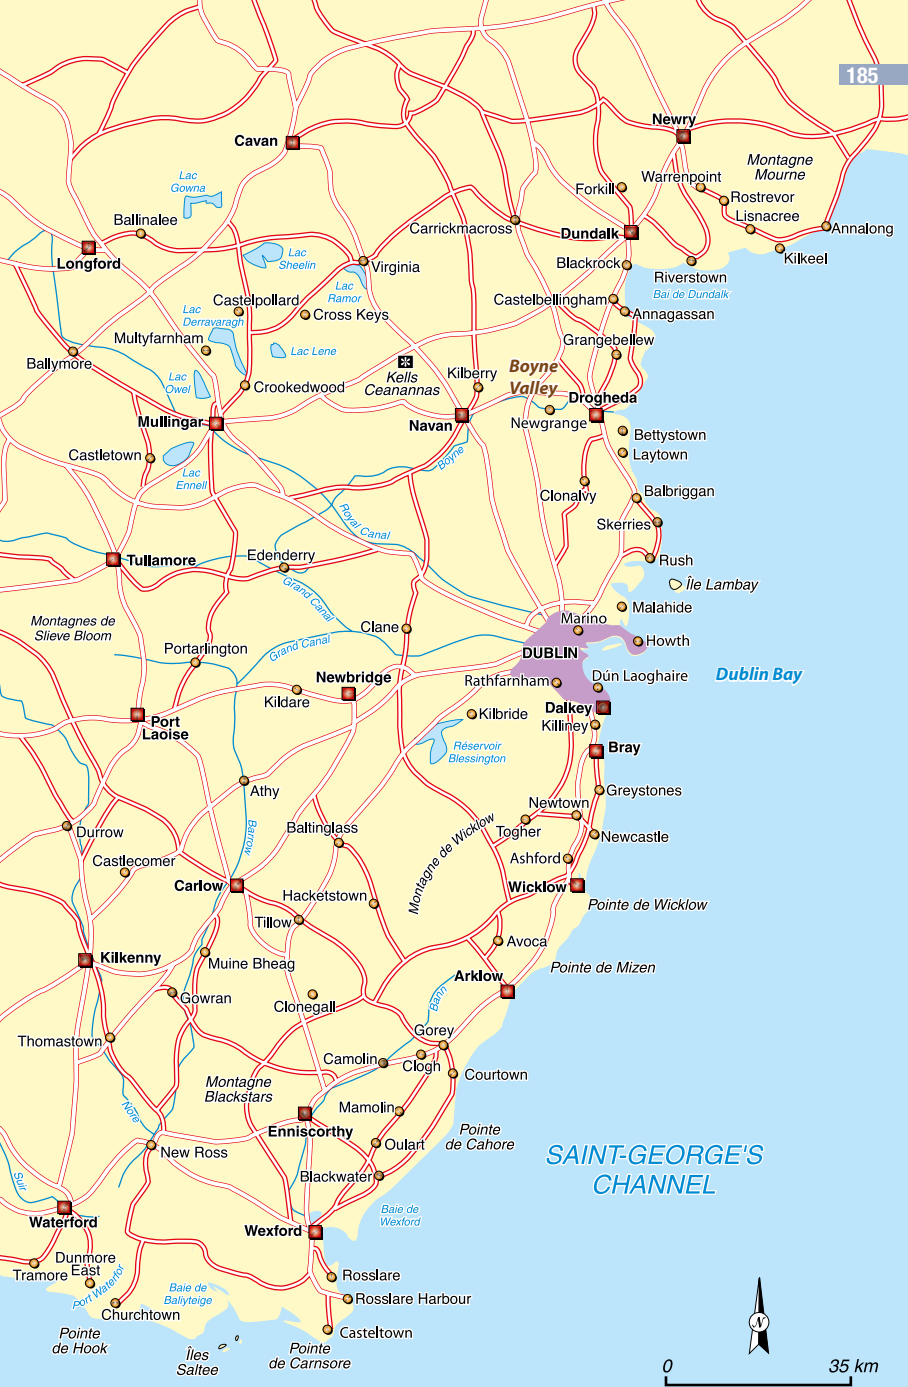 185
Newry
Cavan
Montagne
Mourne
Warrenpoint
Lac
Gowna
Forkill
Rostrevor
Lisnacree
Ballinalee
Carrickmacross
Dundalk
Annalong
Longford
Lac
Sheelin
Virginia
Blackrock
Kilkeel
Riverstown
Lac
Ramor
Bai de Dundalk
Castelpollard
Castelbellingham
Lac
Derravaragh
Cross Keys
Annagassan
Multyfarnham
Grangebellew
Lac Lene
Ballymore
Boyne
Valley
Kells
Ceanannas
Kilberry
Lac
Owel
Crookedwood
Drogheda
Mullingar
Navan
Newgrange
Bettystown
Castletown
Laytown
Boyne
Lac
Ennell
Clonalvy
Balbriggan
Royal Canal
Skerries
Tullamore
Edenderry
Rush
Grand Canal
Île Lambay
Malahide
Montagnes de
Slieve Bloom
Marino
Clane
Howth
Grand Canal
Portarlington
DUBLIN
Dublin Bay
Newbridge
Rathfarnham
Dún Laoghaire
Kildare
Dalkey
Kilbride
Port
Laoise
Killiney
Réservoir
Blessington
Bray
Athy
Greystones
Newtown
Baltinglass
Durrow
Barrow
Togher
Newcastle
Montagne de Wicklow
Castlecomer
Ashford
Carlow
Wicklow
Hacketstown
Pointe de Wicklow
Tillow
Avoca
Kilkenny
Muine Bheag
Pointe de Mizen
Arklow
Gowran
Clonegall
Bann
Gorey
Thomastown
Camolin
Clogh
Courtown
Montagne
Blackstars
Mamolin
Nore
Enniscorthy
Pointe
de Cahore
Oulart
New Ross
SAINT-GEORGE'S
CHANNEL
Blackwater
Suir
Waterford
Baie de
Wexford
Wexford
Dunmore
East
Tramore
Rosslare
Port Waterfor
Baie de
Baliyteige
Rosslare Harbour
Churchtown
Casteltown
Pointe
de Hook
Îles
Saltee
Pointe
de Carnsore
N
0
35 km